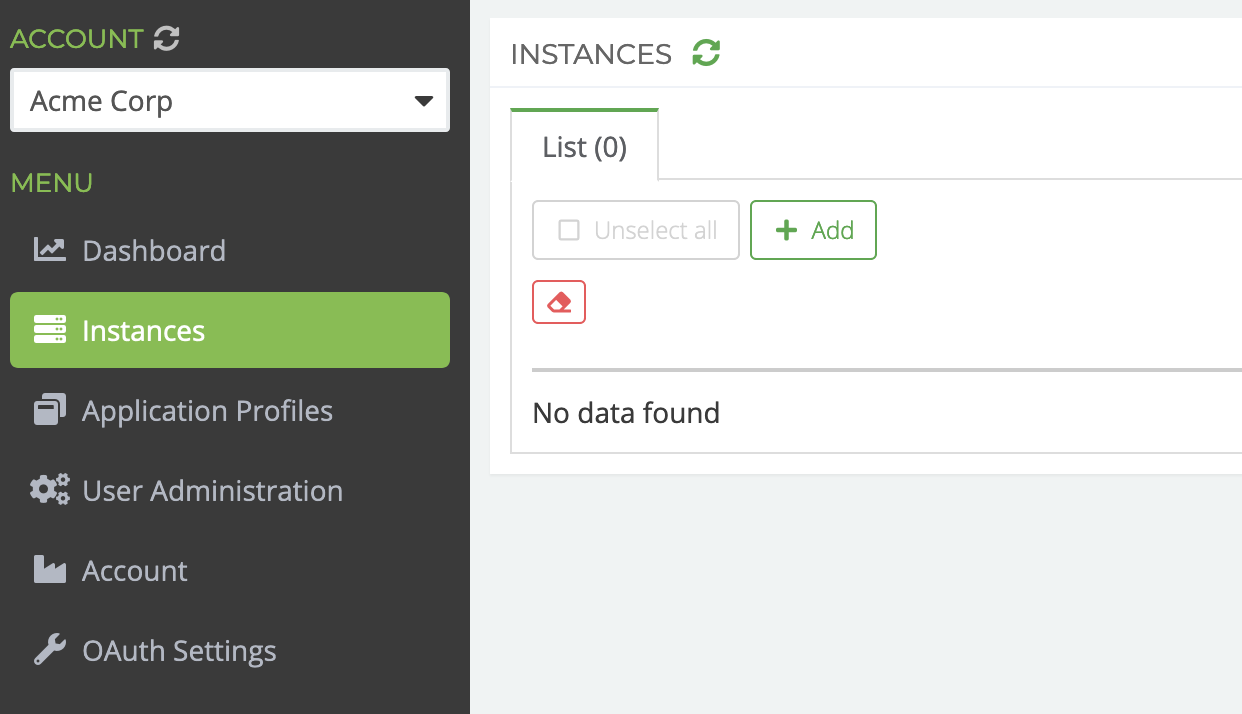 ACCOUNT
Acme Corp
MENU
Dashboard
Instances
Application Profiles
User Administration
Account
OAuth Settings
INSTANCES
List (0)
Unselect all
Add
No data found